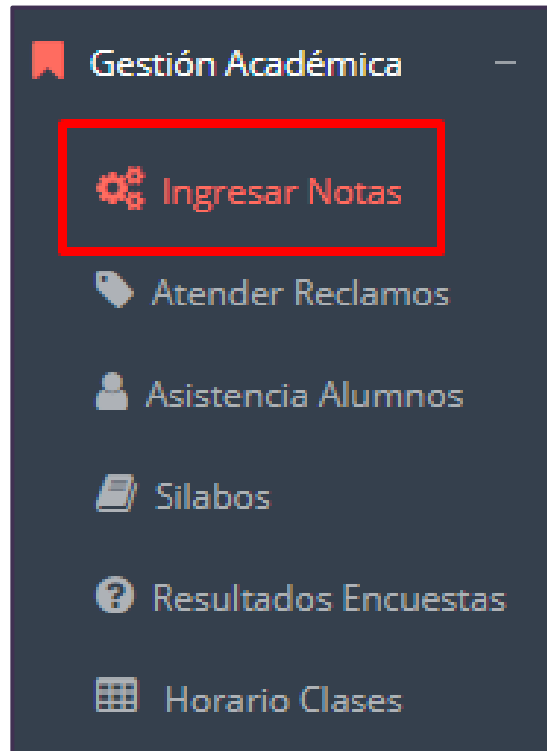 Gestión Académica
Ingresar Notas
Atender Reclamos
Asistencia Alumnos
Silabos
Resultados Encuestas
Horario Clases